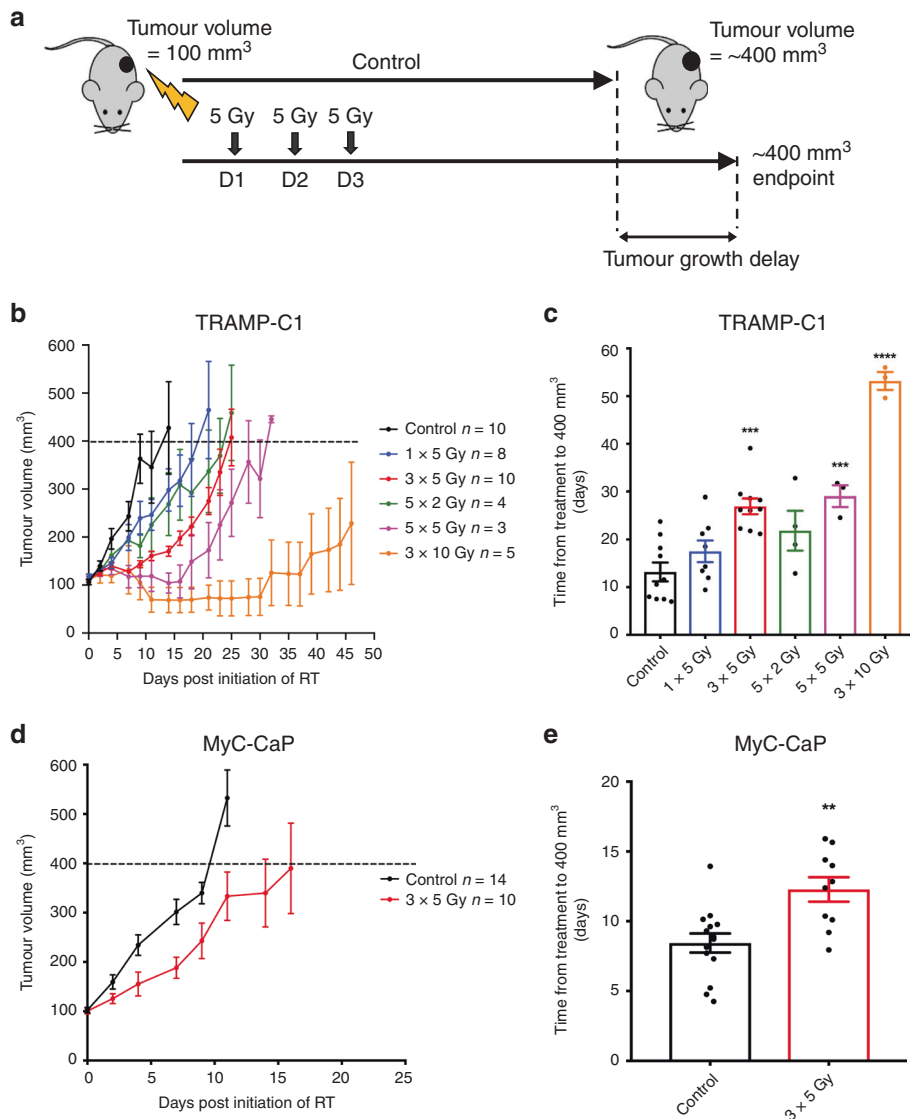 a
Tumour volume
= 100 mm³
Control
Tumour volume
= ~400 mm³
5 Gy 5 Gy 5 Gy
D1 D2 D3
~400 mm³
endpoint
Tumour growth delay
b
TRAMP-C1
Tumour volume (mm³)
600
500
400
300
200
100
0
0 5 10 15 20 25 30 35 40 45 50
Days post initiation of RT
Control n = 10
1 × 5 Gy n = 8
3 × 5 Gy n = 10
5 × 2 Gy n = 4
5 × 5 Gy n = 3
3 × 10 Gy n = 5
c
TRAMP-C1
Time from treatment to 400 mm³
(days)
60
50
40
30
20
10
0
***
***
****
Control
1 × 5 Gy
3 × 5 Gy
5 × 2 Gy
5 × 5 Gy
3 × 10 Gy
d
MyC-CaP
Tumour volume (mm³)
600
500
400
300
200
100
0
0 5 10 15 20 25
Days post initiation of RT
Control n = 14
3 × 5 Gy n = 10
e
MyC-CaP
Time from treatment to 400 mm³
(days)
20
15
10
5
0
**
Control
3 × 5 Gy